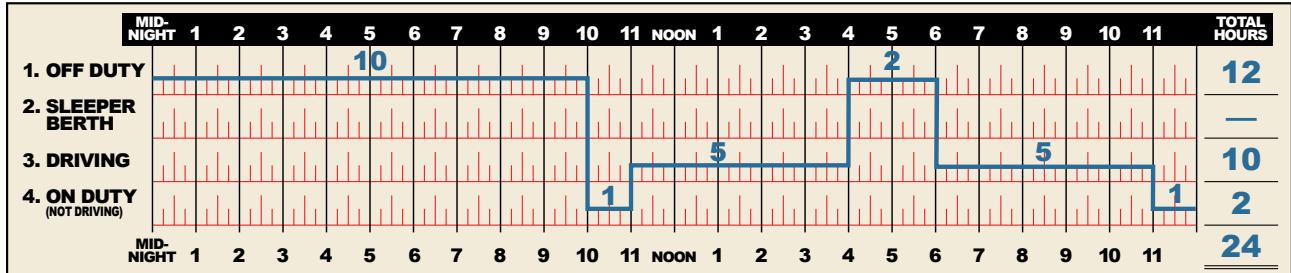 MID-NIGHT 1 2 3 4 5 6 7 8 9 10 11 NOON 1 2 3 4 5 6 7 8 9 10 11 TOTAL HOURS
1. OFF DUTY 10 2 12
2. SLEEPER BERTH —
3. DRIVING 5 5 10
4. ON DUTY (NOT DRIVING) 1 1 2
MID-NIGHT 1 2 3 4 5 6 7 8 9 10 11 NOON 1 2 3 4 5 6 7 8 9 10 11 24